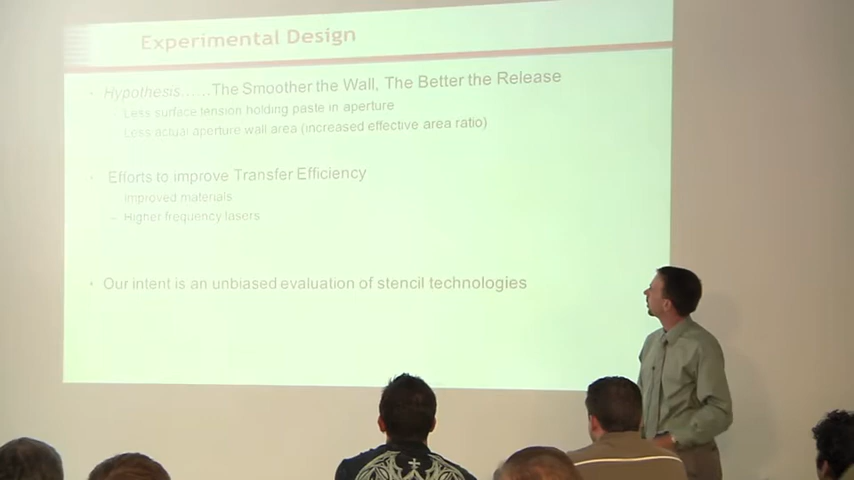 Experimental Design
• Hypothesis......The Smoother the Wall, The Better the Release
Less surface tension holding paste in aperture
Less actual aperture wall area (increased effective area ratio)
• Efforts to improve Transfer Efficiency
Improved materials
– Higher frequency lasers
• Our intent is an unbiased evaluation of stencil technologies